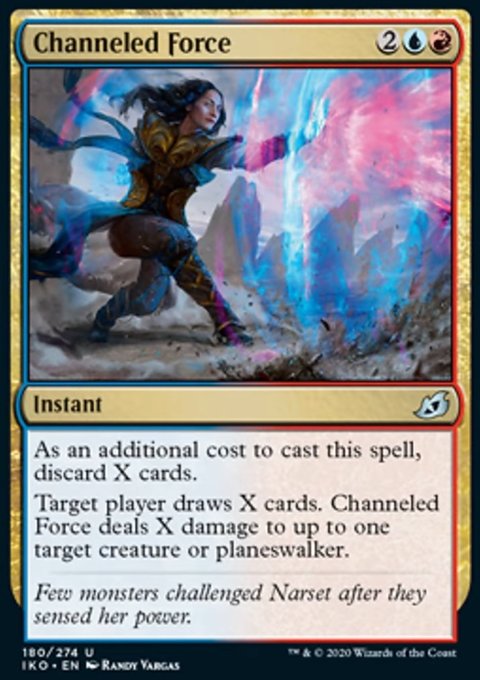 Channeled Force 2
Instant
As an additional cost to cast this spell,
discard X cards.
Target player draws X cards. Channeled
Force deals X damage to up to one
target creature or planeswalker.
Few monsters challenged Narset after they
sensed her power.
180/274 U
IKO • EN Randy Vargas
™ & © 2020 Wizards of the Coast